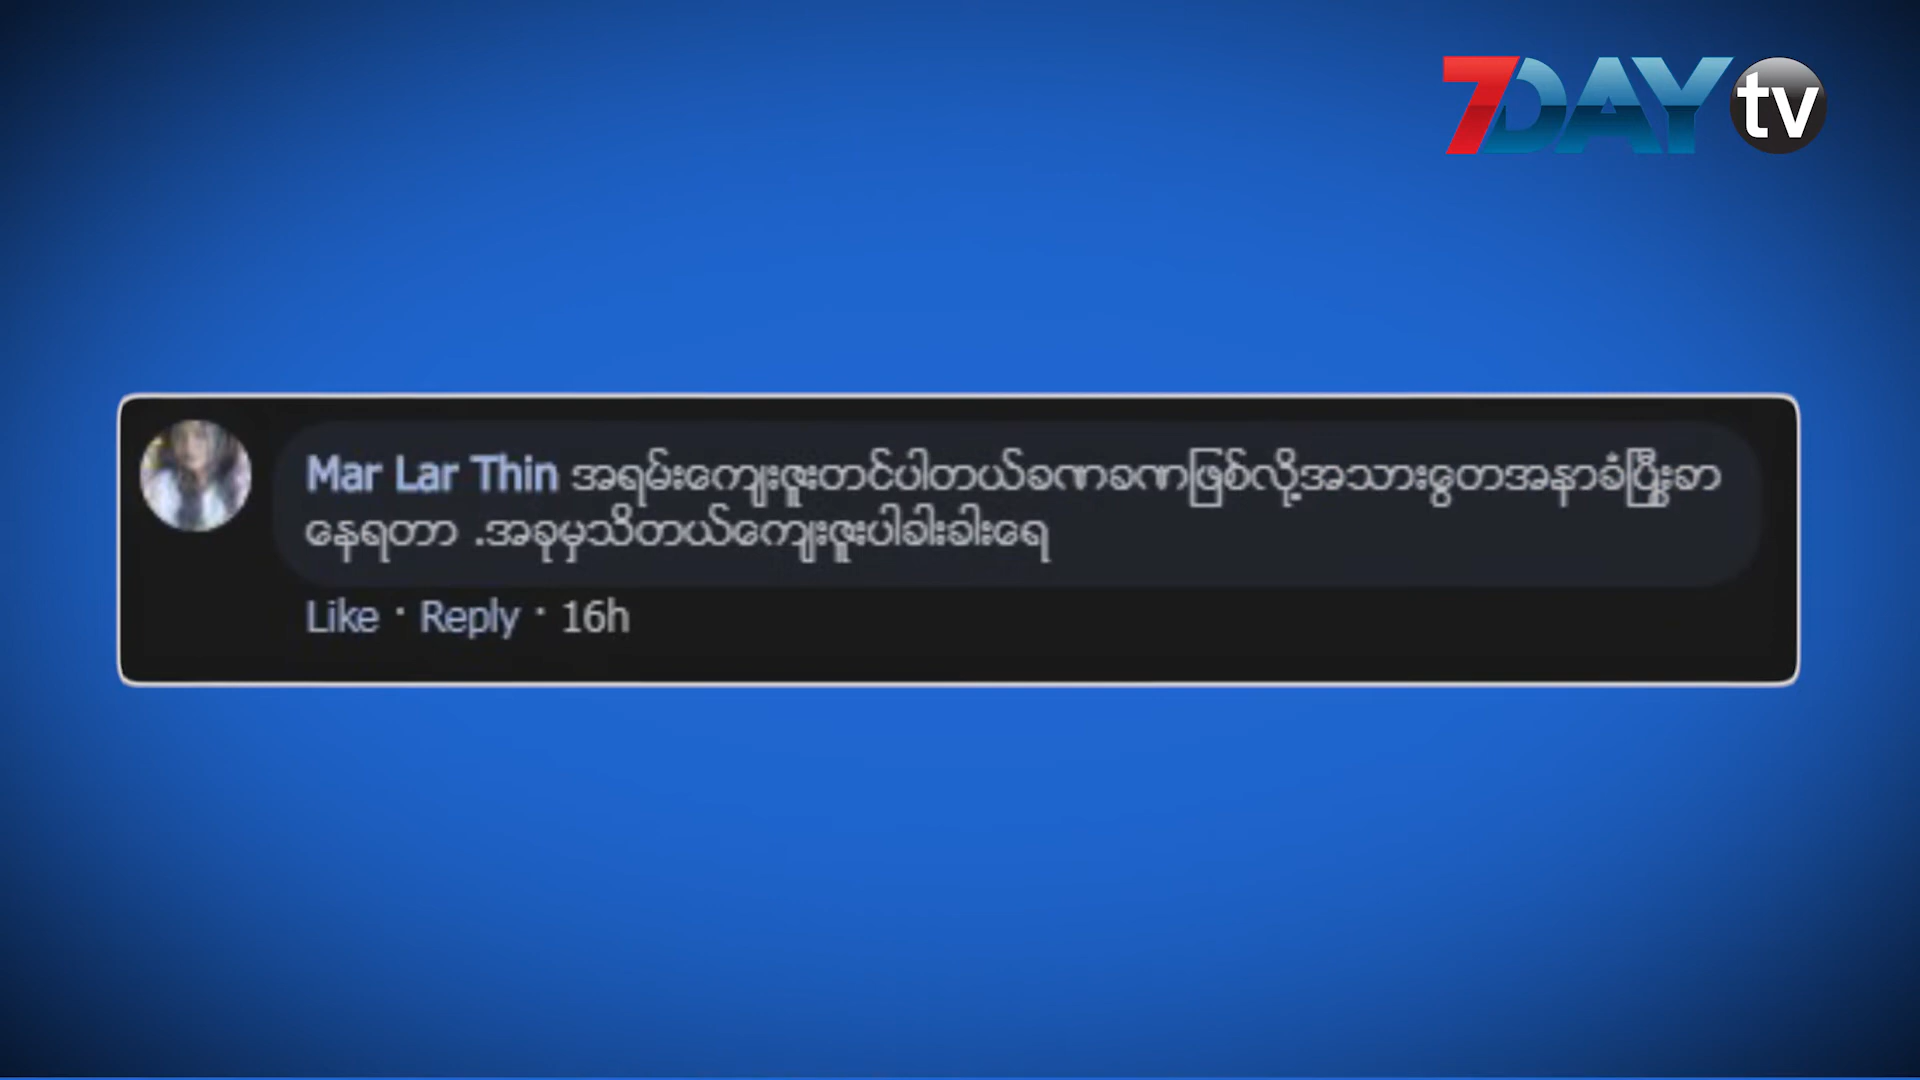 7DAY tv
Mar Lar Thin အရမ်းကျေးဇူးတင်ပါတယ်ခဏခဏဖြစ်လို့အသားတွေအနာခံပြီးခွာ
နေရတာ .အခုမှသိတယ်ကျေးဇူးပါခါးခါးရေ
Like · Reply · 16h